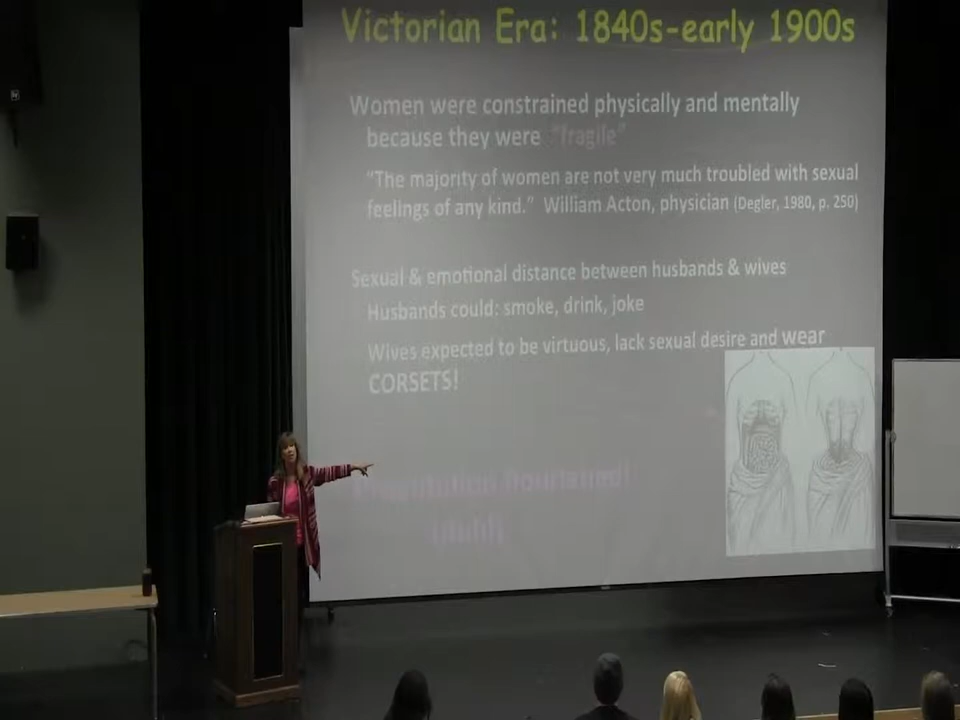 Victorian Era: 1840s-early 1900s
Women were constrained physically and mentally
because they were "fragile"
"The majority of women are not very much troubled with sexual
feelings of any kind." William Acton, physician (Degler, 1980, p. 250)
Sexual & emotional distance between husbands & wives
Husbands could: smoke, drink, joke
Wives expected to be virtuous, lack sexual desire and wear
CORSETS!
Prostitution flourished!